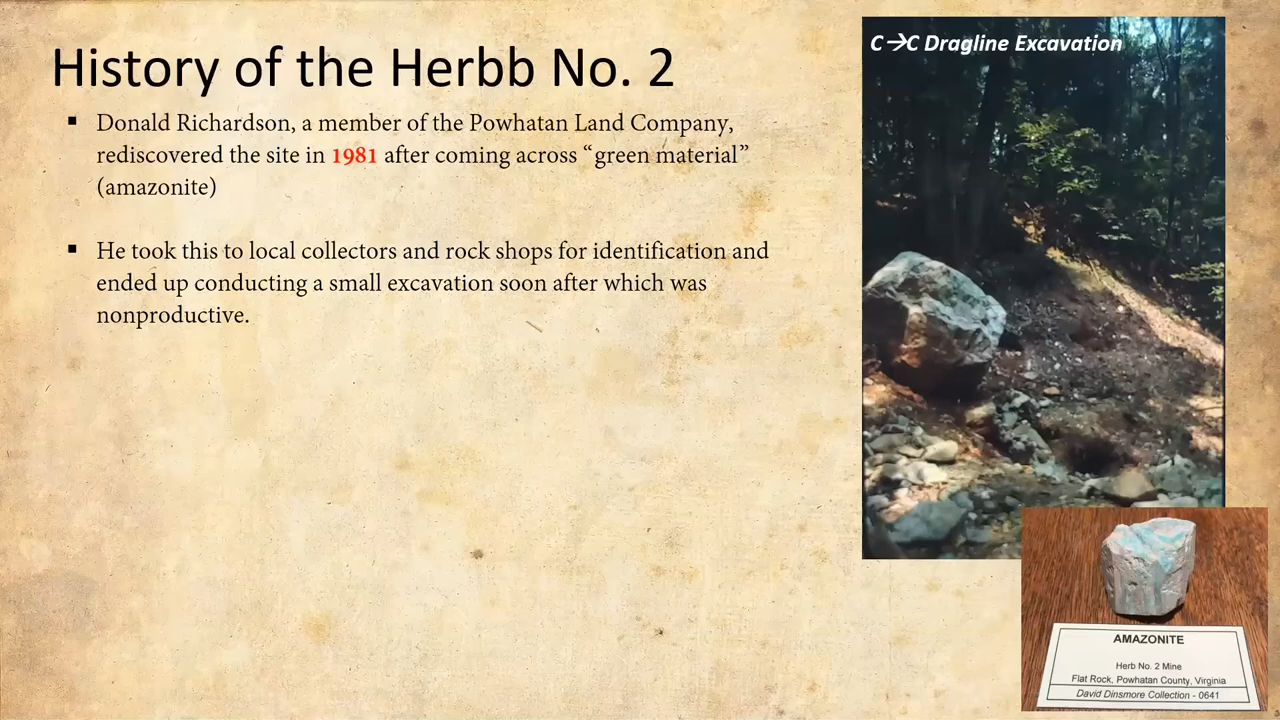 History of the Herbb No. 2
▪ Donald Richardson, a member of the Powhatan Land Company,
rediscovered the site in 1981 after coming across “green material”
(amazonite)
▪ He took this to local collectors and rock shops for identification and
ended up conducting a small excavation soon after which was
nonproductive.
C→C Dragline Excavation
AMAZONITE
Herb No. 2 Mine
Flat Rock, Powhatan County, Virginia
David Dinsmore Collection - 0641